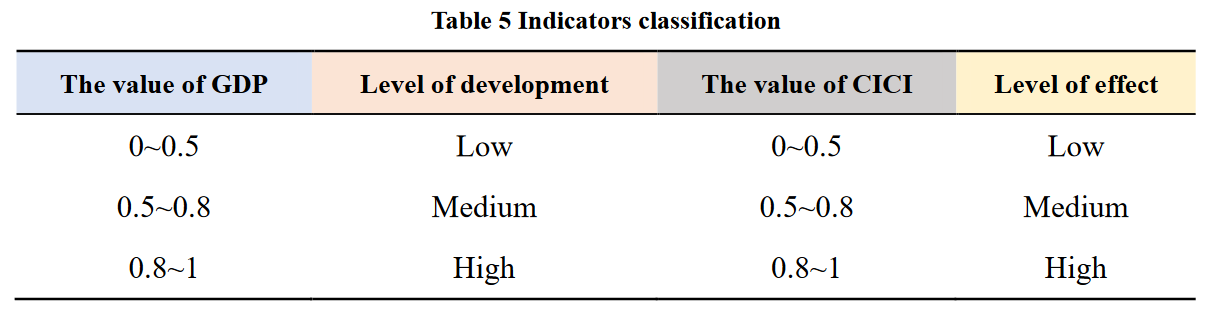 Table 5 Indicators classification
The value of GDP Level of development The value of CICI Level of effect
0~0.5 Low 0~0.5 Low
0.5~0.8 Medium 0.5~0.8 Medium
0.8~1 High 0.8~1 High